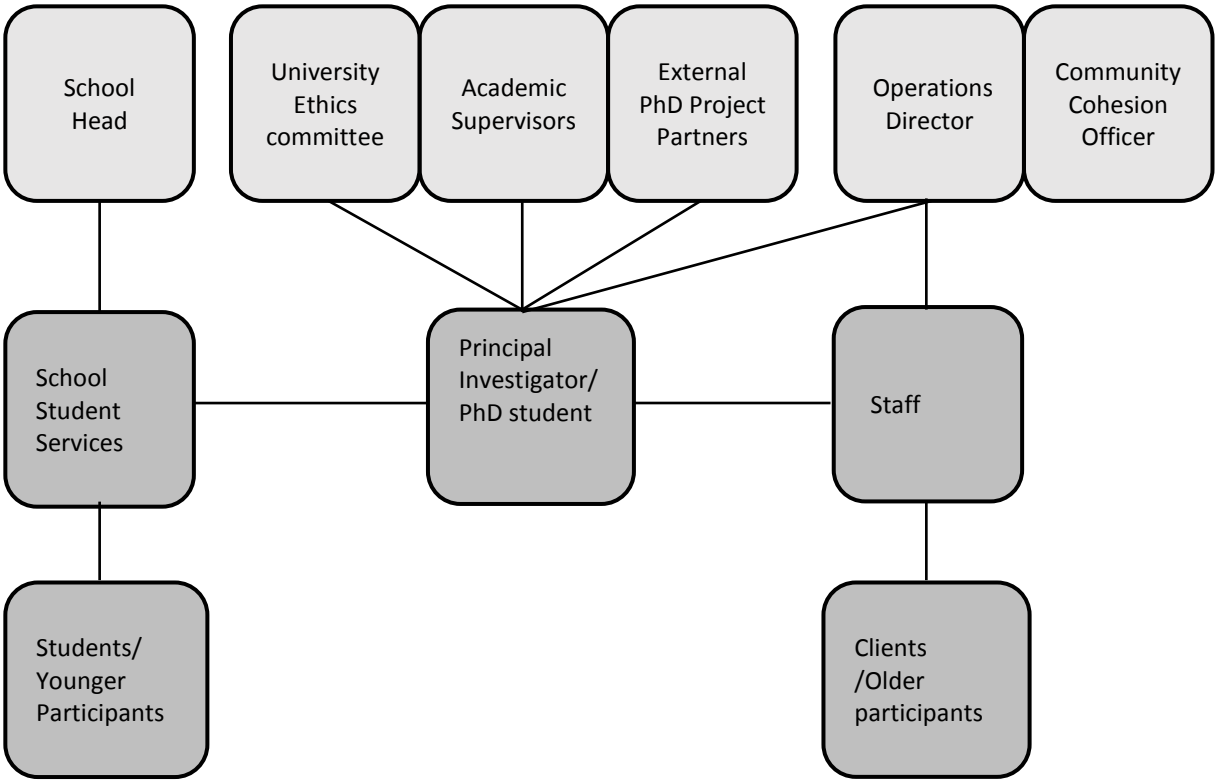 School
Head
University
Ethics
committee
Academic
Supervisors
External
PhD Project
Partners
Operations
Director
Community
Cohesion
Officer
School
Student
Services
Principal
Investigator/
PhD student
Staff
Students/
Younger
Participants
Clients
/Older
participants